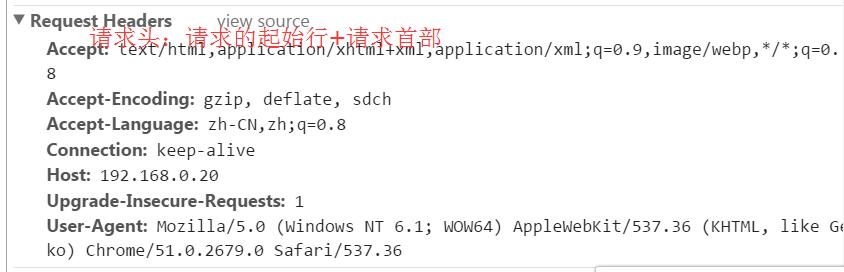 Request Headers view source
请求头：请求的起始行+请求首部
Accept: text/html,application/xhtml+xml,application/xml;q=0.9,image/webp,*/*;q=0.
8
Accept-Encoding: gzip, deflate, sdch
Accept-Language: zh-CN,zh;q=0.8
Connection: keep-alive
Host: 192.168.0.20
Upgrade-Insecure-Requests: 1
User-Agent: Mozilla/5.0 (Windows NT 6.1; WOW64) AppleWebKit/537.36 (KHTML, like Ge
ko) Chrome/51.0.2679.0 Safari/537.36